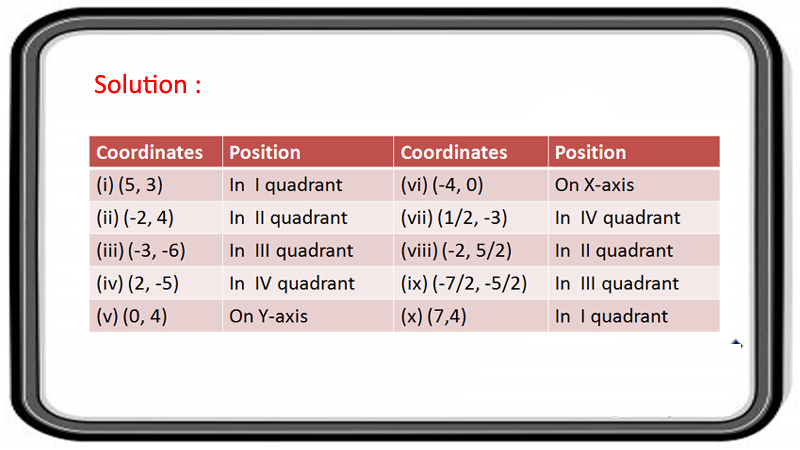 Solution :
Coordinates Position Coordinates Position
(i) (5, 3) In I quadrant (vi) (-4, 0) On X-axis
(ii) (-2, 4) In II quadrant (vii) (1/2, -3) In IV quadrant
(iii) (-3, -6) In III quadrant (viii) (-2, 5/2) In II quadrant
(iv) (2, -5) In IV quadrant (ix) (-7/2, -5/2) In III quadrant
(v) (0, 4) On Y-axis (x) (7,4) In I quadrant